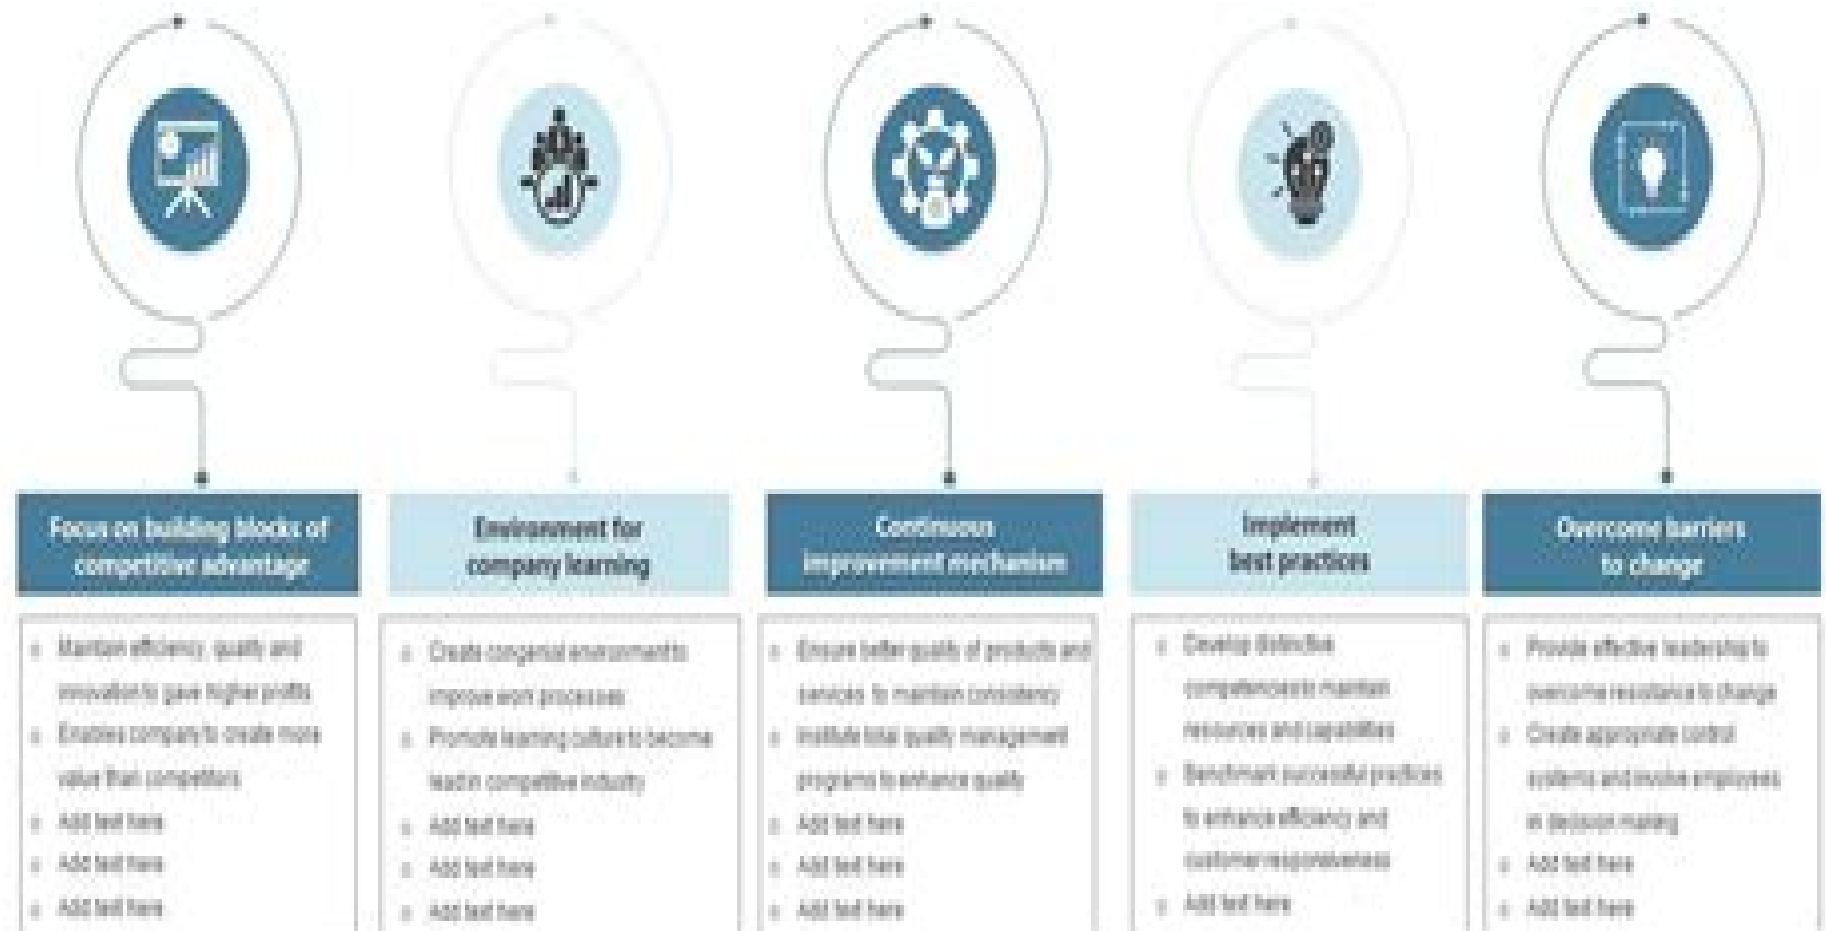 Focus on building blocks of
competitive advantage
Maintain efficiency, quality and
innovation to gave higher profits
Enables company to create more
value than competitors
Add text here
Add text here
Add text here
Environment for
company learning
Create congenial environment to
improve work processes
Promote learning culture to become
lead in competitive industry
Add text here
Add text here
Add text here
Continuous
improvement mechanism
Ensure better quality of products and
services to maintain consistency
Institute total quality management
programs to enhance quality
Add text here
Add text here
Add text here
Implement
best practices
Develop distinctive
competencies to maintain
resources and capabilities
Benchmark successful practices
to enhance efficiency and
customer responsiveness
Add text here
Overcome barriers
to change
Provide effective leadership to
overcome resistance to change
Create appropriate control
systems and involve employees
in decision making
Add text here
Add text here